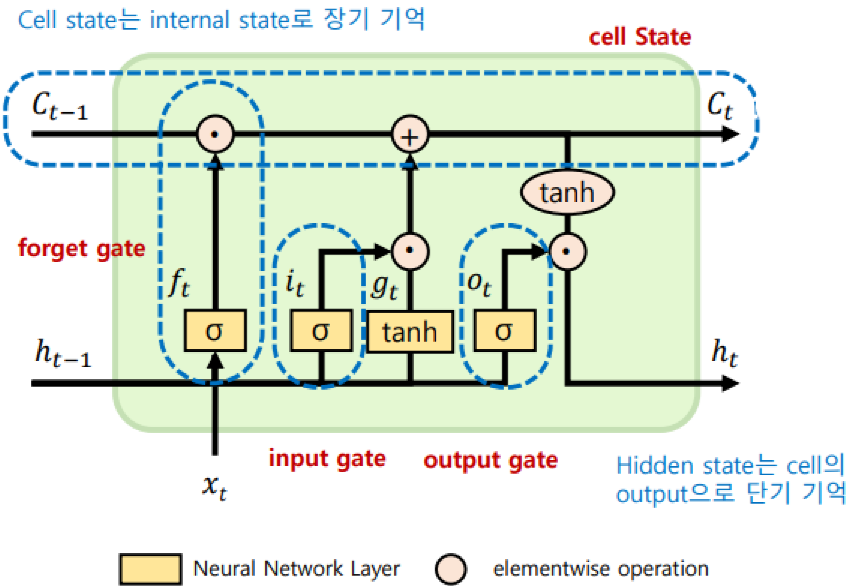 Cell state는 internal state로 장기 기억
cell State
C_{t-1}
C_t
·
+
tanh
forget gate
·
·
f_t
i_t
g_t
o_t
σ
σ
tanh
σ
h_{t-1}
h_t
input gate
output gate
Hidden state는 cell의
output으로 단기 기억
x_t
Neural Network Layer
elementwise operation